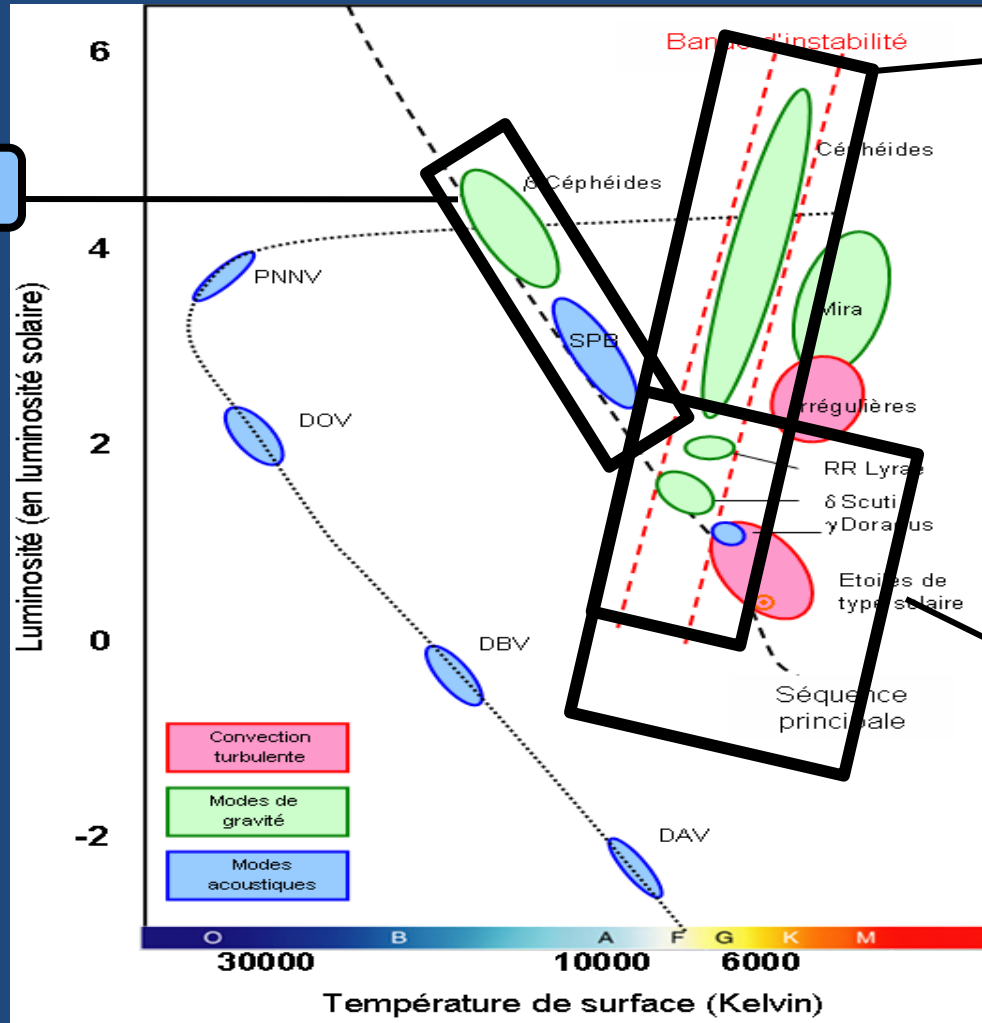 6
Bande d'instabilité
Céphéides
β Céphéides
4
PNNV
Mira
SPB
Irrégulières
DOV
2
RR Lyrae
δ Scuti
γ Doradus
Etoiles de
type solaire
0
DBV
Séquence
principale
Convection
turbulente
Modes de
gravité
-2
DAV
Modes
acoustiques
O B A F G K M
30000 10000 6000
Température de surface (Kelvin)
Luminosité (en luminosité solaire)